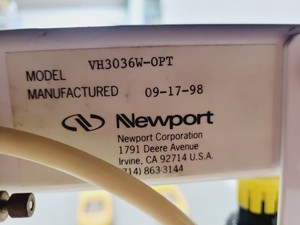 MODEL VH3036W-OPT
MANUFACTURED 09-17-98
Newport
Newport Corporation
1791 Deere Avenue
Irvine, CA 92714 U.S.A.
(714) 863-3144